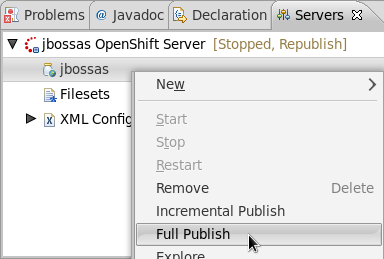 Problems Javadoc Declaration Servers
jbossas OpenShift Server [Stopped, Republish]
jbossas
Filesets
XML Config
New
Start
Stop
Restart
Remove Delete
Incremental Publish
Full Publish
Explore